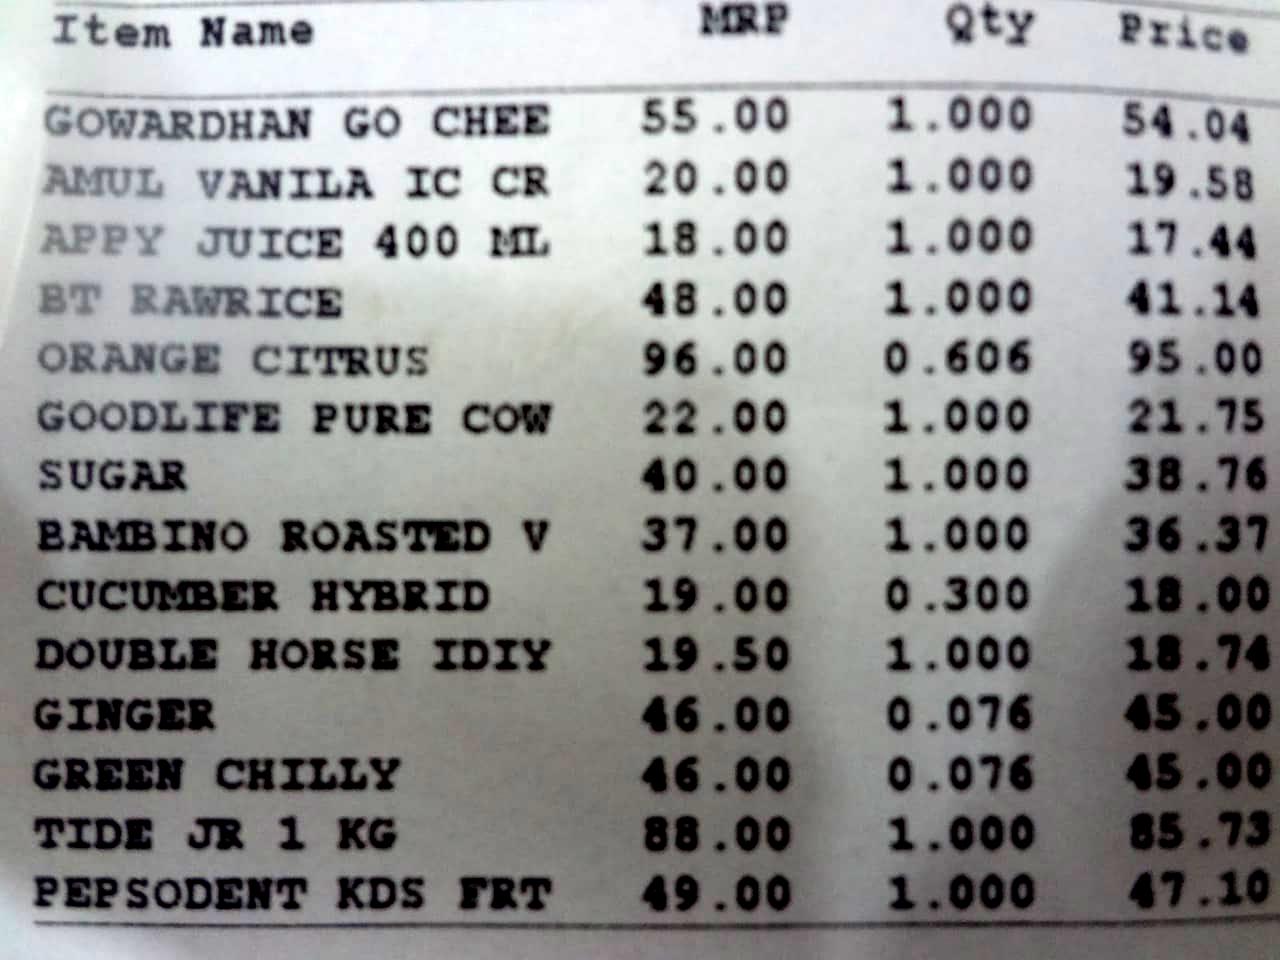 Item Name MRP Qty Price
GOWARDHAN GO CHEE 55.00 1.000 54.04
AMUL VANILA IC CR 20.00 1.000 19.58
APPY JUICE 400 ML 18.00 1.000 17.44
BT RAWRICE 48.00 1.000 41.14
ORANGE CITRUS 96.00 0.606 95.00
GOODLIFE PURE COW 22.00 1.000 21.75
SUGAR 40.00 1.000 38.76
BAMBINO ROASTED V 37.00 1.000 36.37
CUCUMBER HYBRID 19.00 0.300 18.00
DOUBLE HORSE IDIY 19.50 1.000 18.74
GINGER 46.00 0.076 45.00
GREEN CHILLY 46.00 0.076 45.00
TIDE JR 1 KG 88.00 1.000 85.73
PEPSODENT KDS FRT 49.00 1.000 47.10